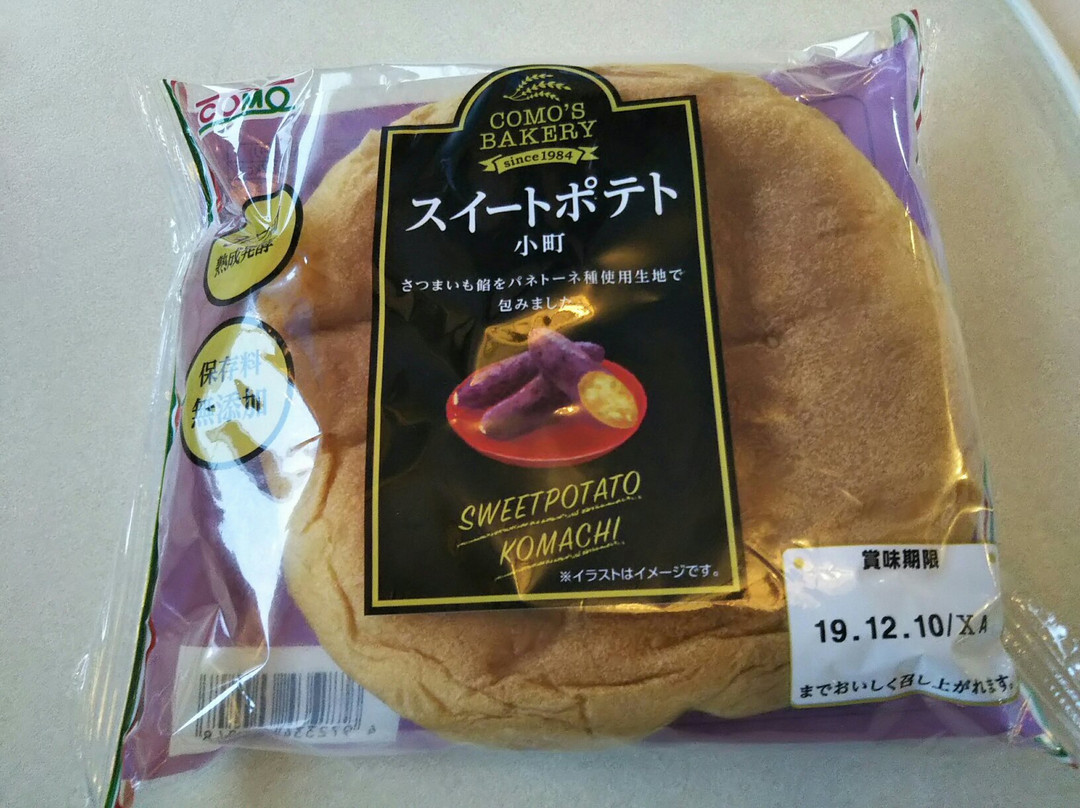 COMO
COMO'S
BAKERY
since1984
スイートポテト
小町
さつまいも餡をパネトーネ種使用生地で
包みました。
熟成発酵
保存料
無添加
SWEETPOTATO
KOMACHI
※イラストはイメージです。
賞味期限
19.12.10/XA
までおいしく召し上がれます。